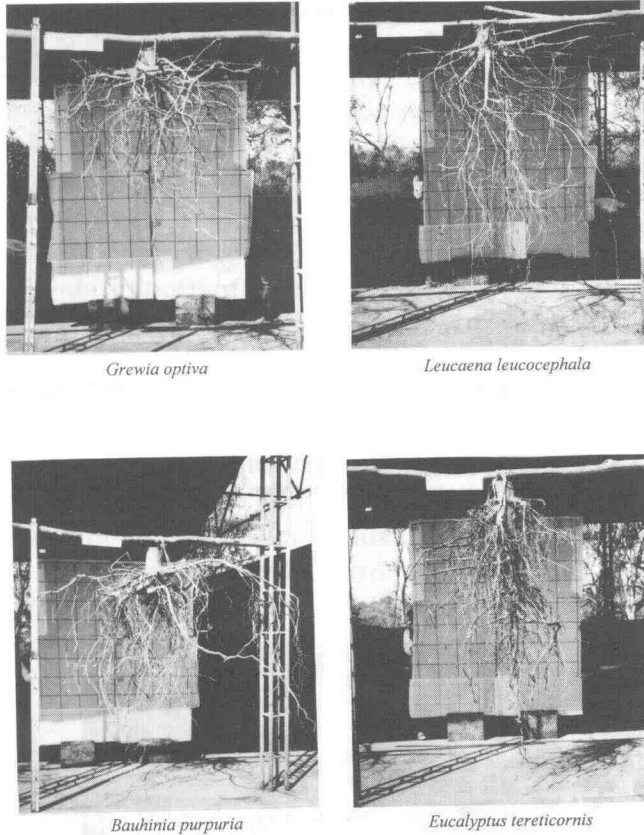 Grewia optiva
Leucaena leucocephala
Bauhinia purpuria
Eucalyptus tereticornis